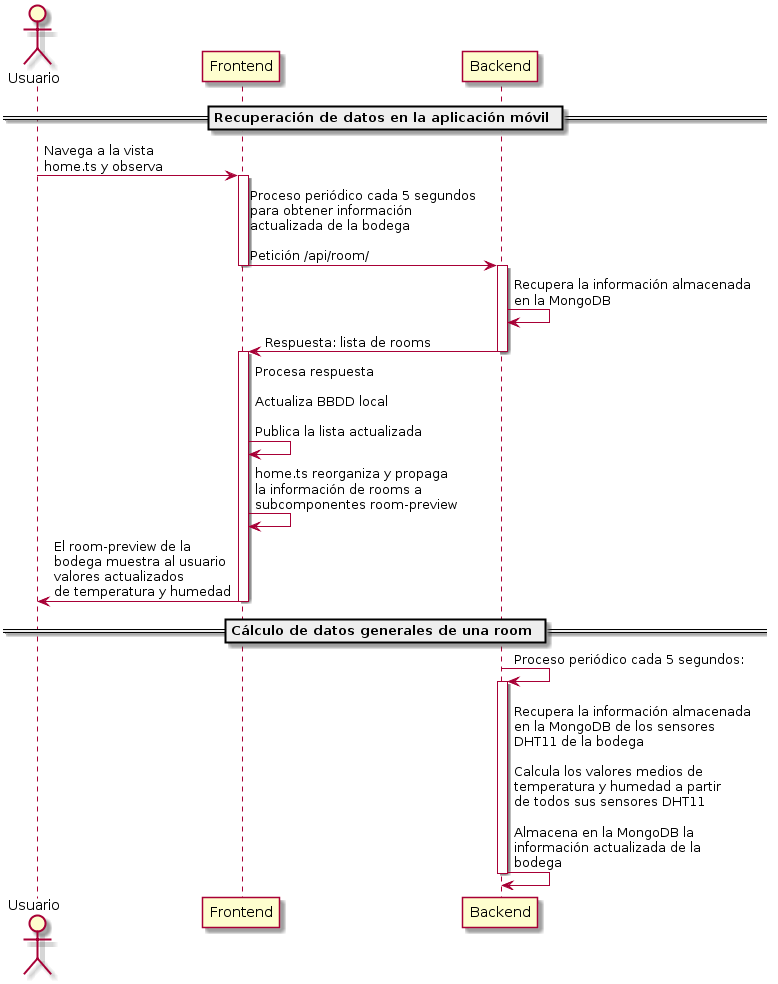 Usuario
Frontend
Backend
Recuperación de datos en la aplicación móvil
Navega a la vista
home.ts y observa
Proceso periódico cada 5 segundos
para obtener información
actualizada de la bodega
Petición /api/room/
Recupera la información almacenada
en la MongoDB
Respuesta: lista de rooms
Procesa respuesta
Actualiza BBDD local
Publica la lista actualizada
home.ts reorganiza y propaga
la información de rooms a
subcomponentes room-preview
El room-preview de la
bodega muestra al usuario
valores actualizados
de temperatura y humedad
Cálculo de datos generales de una room
Proceso periódico cada 5 segundos:
Recupera la información almacenada
en la MongoDB de los sensores
DHT11 de la bodega
Calcula los valores medios de
temperatura y humedad a partir
de todos sus sensores DHT11
Almacena en la MongoDB la
información actualizada de la
bodega
Usuario
Frontend
Backend